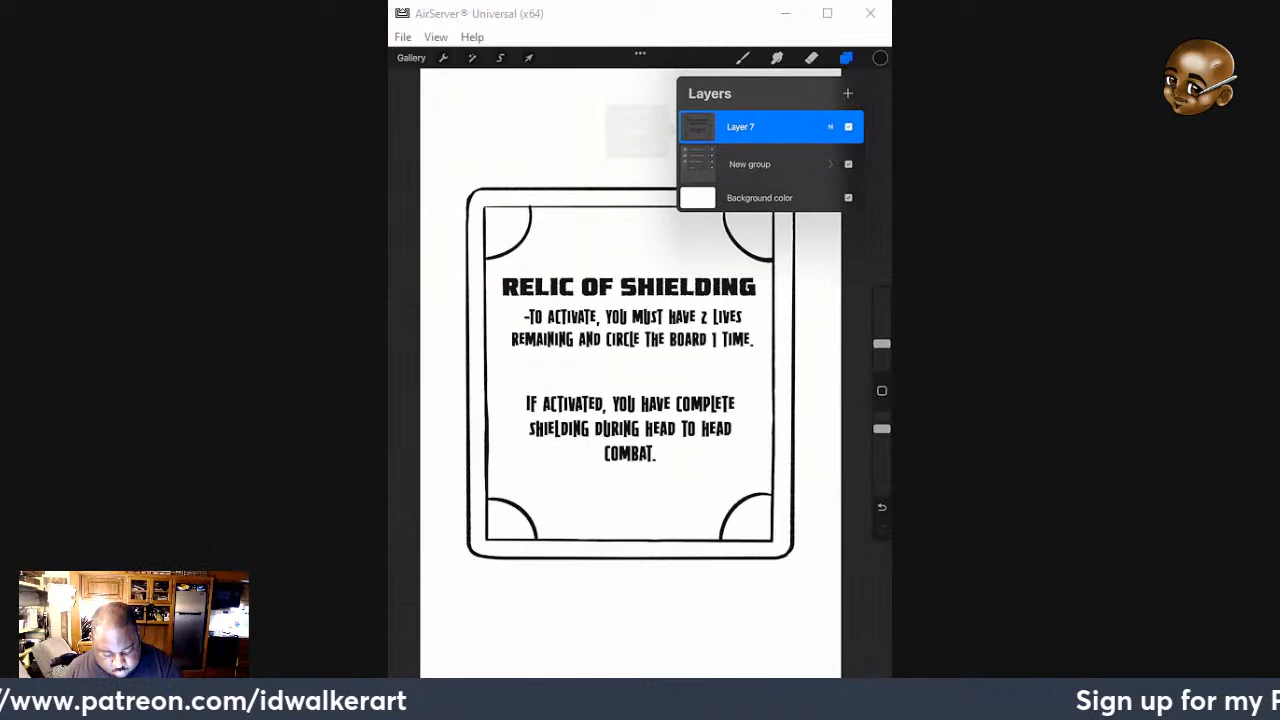 AirServer® Universal (x64)
File View Help
Gallery
Layers
Layer 7 N
New group
Background color
RELIC OF SHIELDING
-TO ACTIVATE, YOU MUST HAVE 2 LIVES
REMAINING AND CIRCLE THE BOARD 1 TIME.
IF ACTIVATED, YOU HAVE COMPLETE
SHIELDING DURING HEAD TO HEAD
COMBAT.
/www.patreon.com/idwalkerart Sign up for my